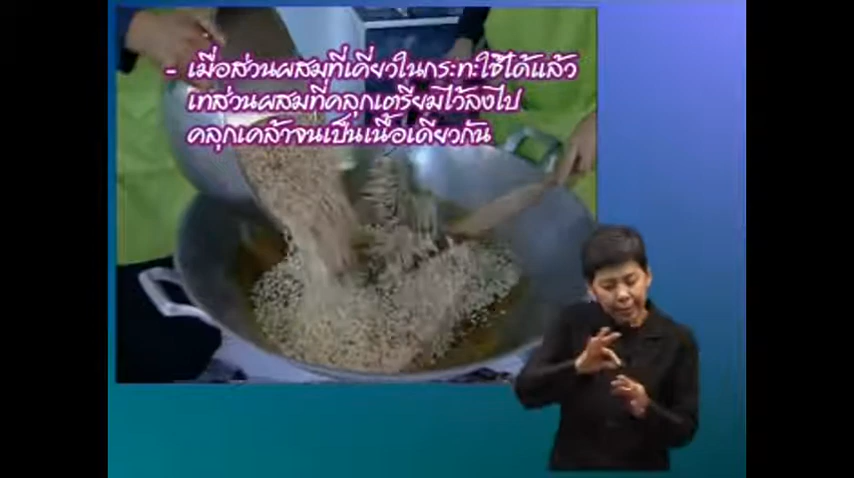 - เมื่อส่วนผสมที่เคี่ยวในกระทะใช้ได้แล้ว
เทส่วนผสมที่คลุกเตรียมไว้ลงไป
คลุกเคล้าจนเป็นเนื้อเดียวกัน